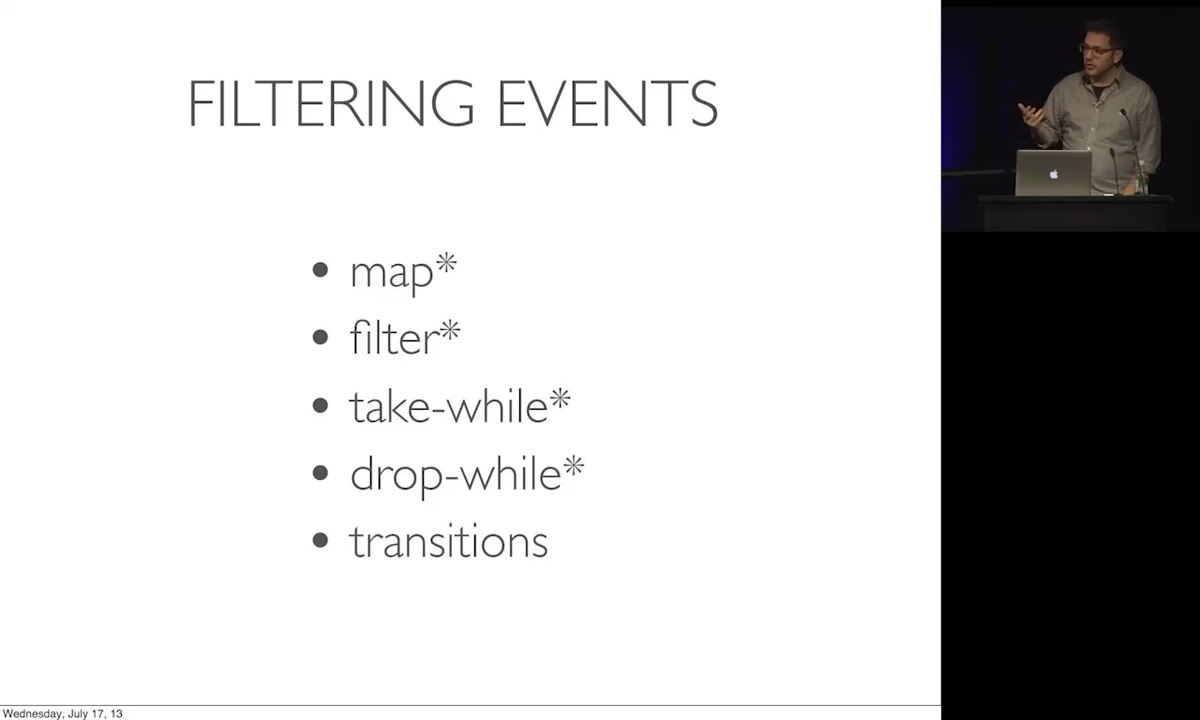 FILTERING EVENTS
• map*
• filter*
• take-while*
• drop-while*
• transitions
Wednesday, July 17, 13